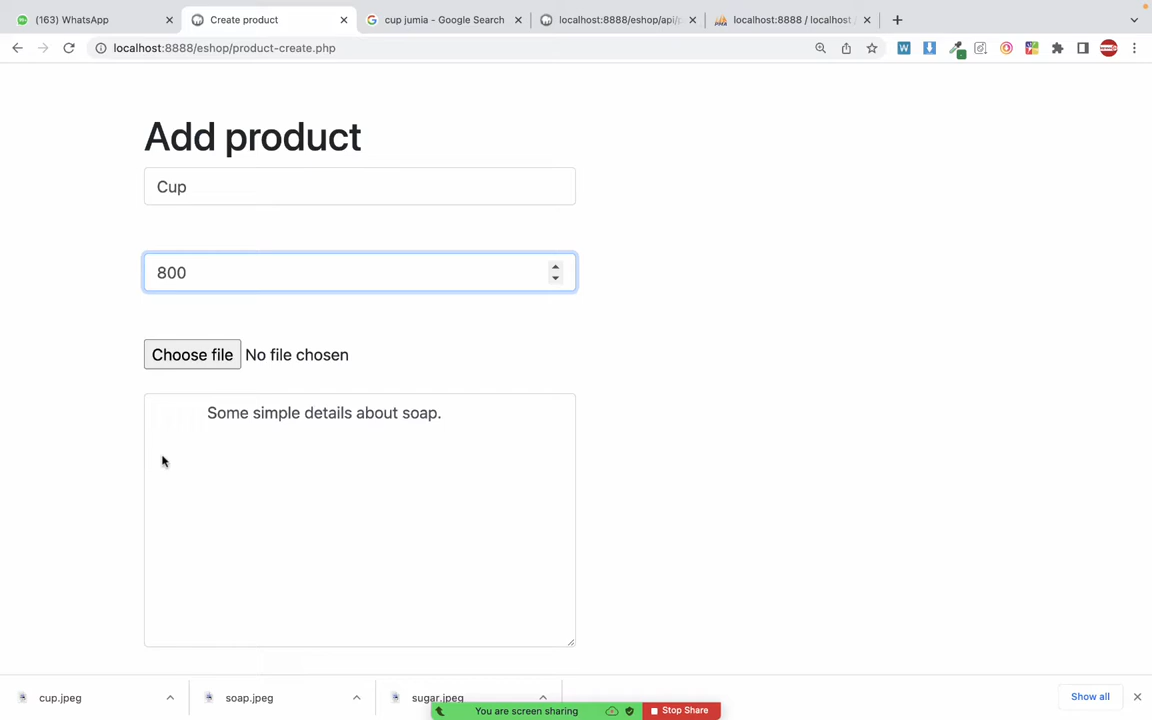 (163) WhatsApp
Create product
cup jumia - Google Search
localhost:8888/eshop/api/p
localhost:8888 / localhost /
localhost:8888/eshop/product-create.php
Add product
Cup
800
Choose file No file chosen
Some simple details about soap.
cup.jpeg
soap.jpeg
sugar.jpeg
Show all
You are screen sharing
Stop Share